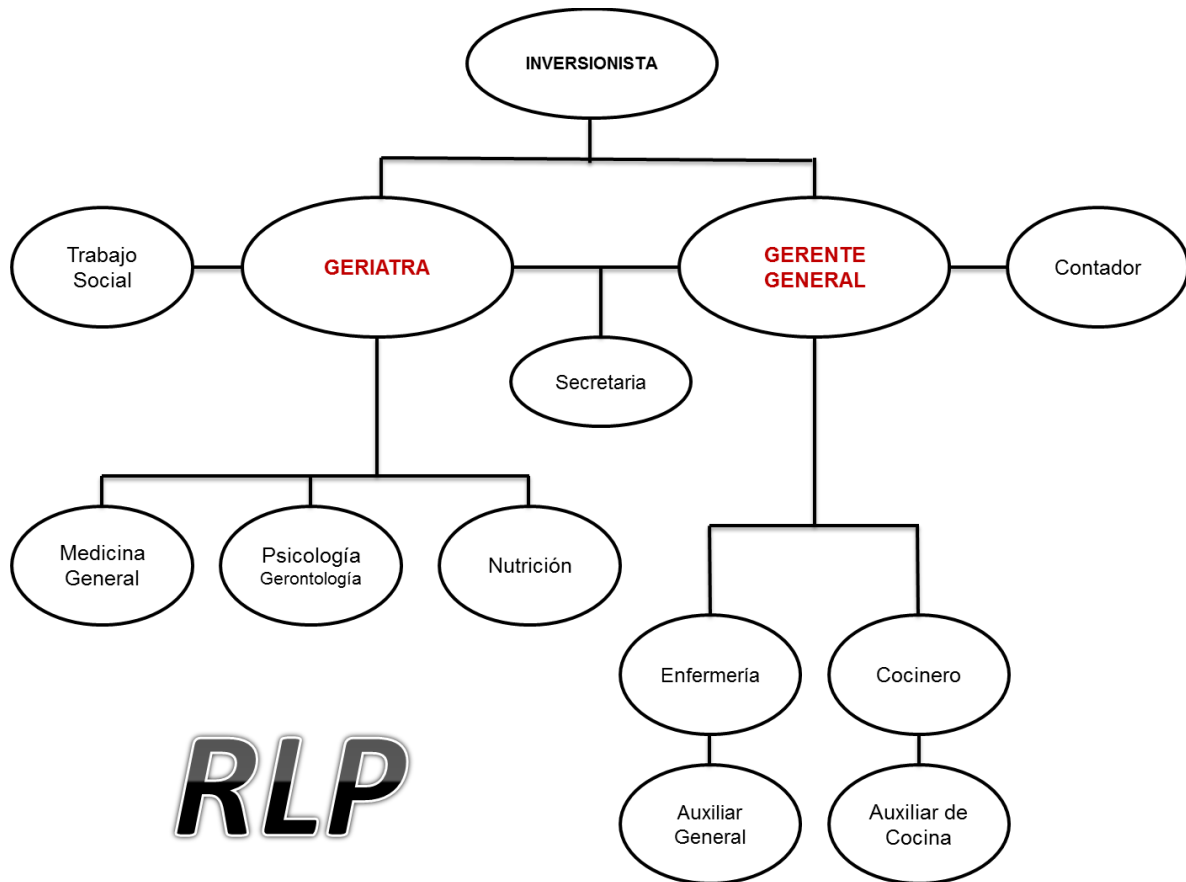 INVERSIONISTA
Trabajo
Social
GERIATRA
GERENTE
GENERAL
Contador
Secretaria
Medicina
General
Psicología
Gerontología
Nutrición
Enfermería
Cocinero
RLP
Auxiliar
General
Auxiliar de
Cocina